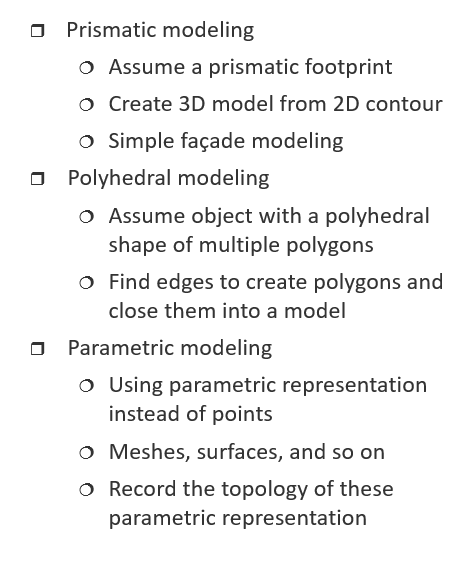 Prismatic modeling
Assume a prismatic footprint
Create 3D model from 2D contour
Simple façade modeling
Polyhedral modeling
Assume object with a polyhedral
shape of multiple polygons
Find edges to create polygons and
close them into a model
Parametric modeling
Using parametric representation
instead of points
Meshes, surfaces, and so on
Record the topology of these
parametric representation